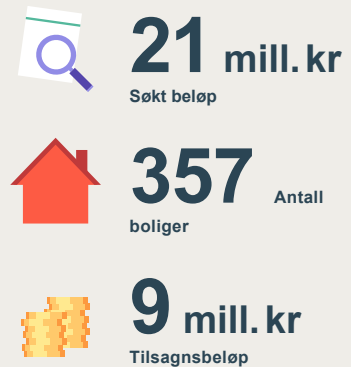 21 mill. kr
Søkt beløp
357 Antall
boliger
9 mill. kr
Tilsagnsbeløp